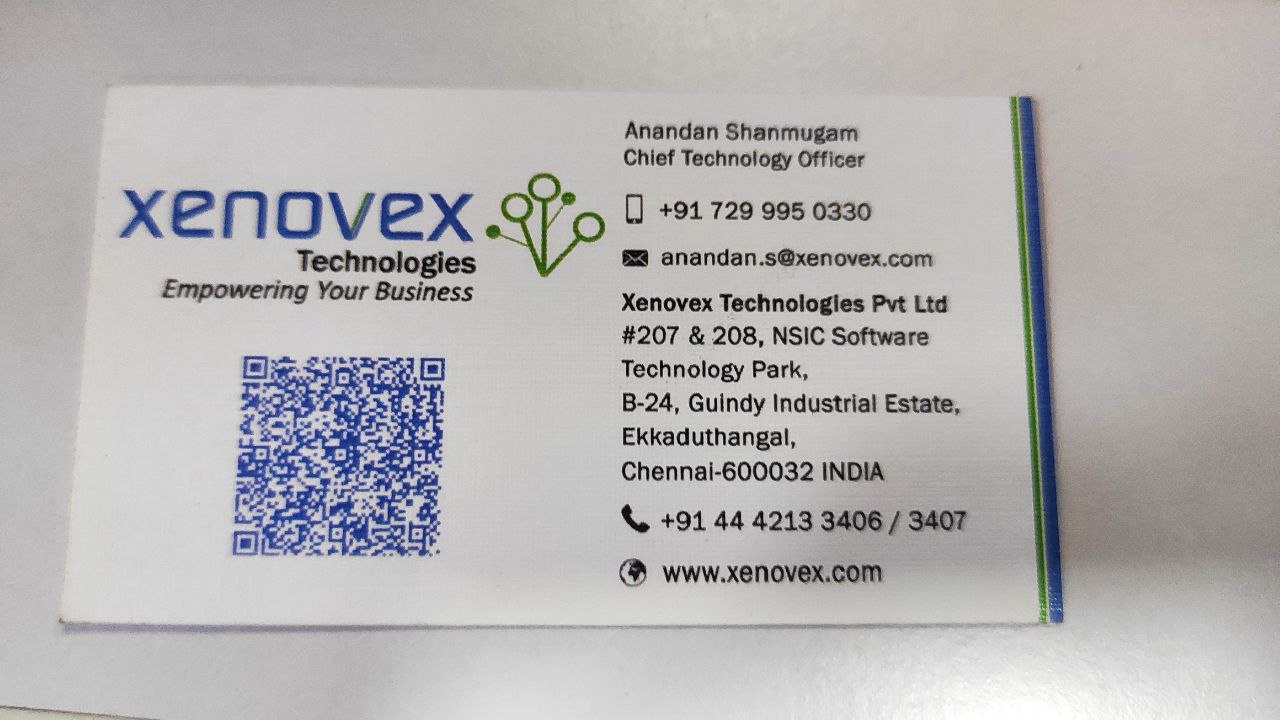 xenovex
Technologies
Empowering Your Business
Anandan Shanmugam
Chief Technology Officer
+91 729 995 0330
anandan.s@xenovex.com
Xenovex Technologies Pvt Ltd
#207 & 208, NSIC Software
Technology Park,
B-24, Guindy Industrial Estate,
Ekkaduthangal,
Chennai-600032 INDIA
+91 44 4213 3406 / 3407
www.xenovex.com